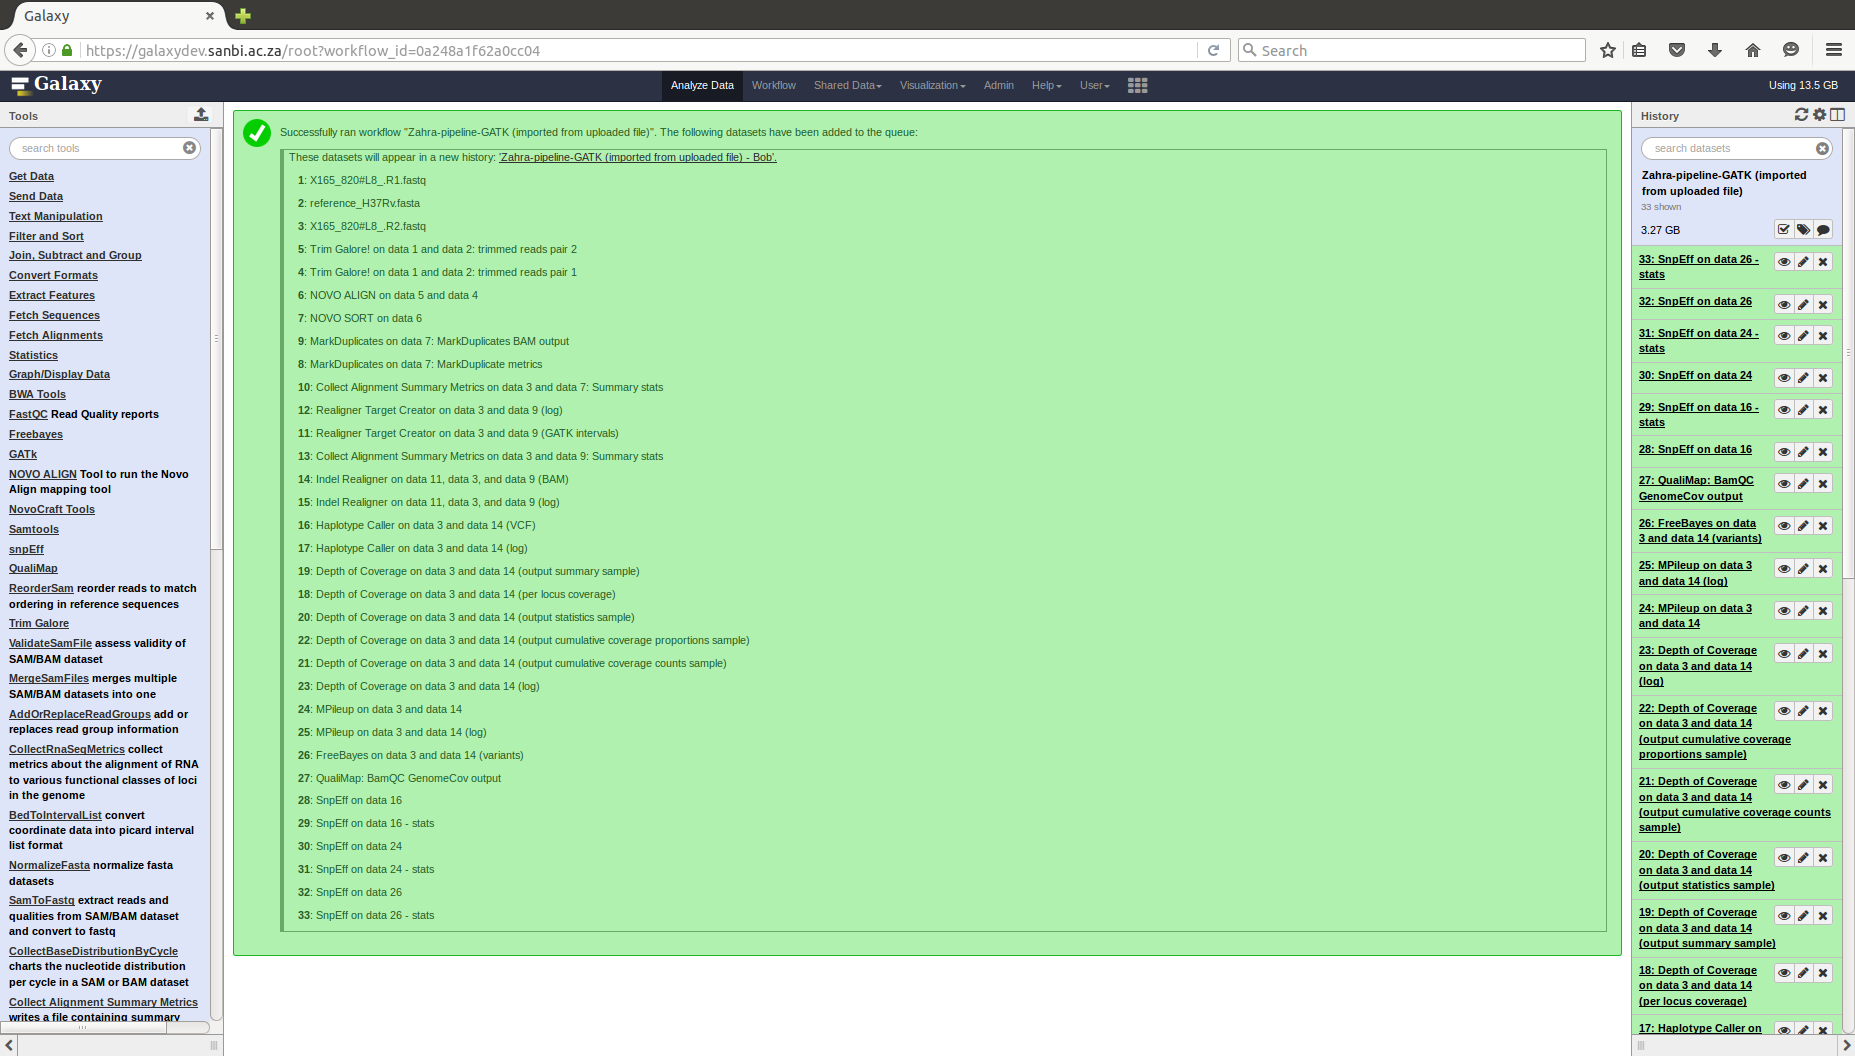 Galaxy
https://galaxydev.sanbi.ac.za/root?workflow_id=0a248a1f62a0cc04
Search
Galaxy
Analyze Data
Workflow
Shared Data
Visualization
Admin
Help
User
Using 13.5 GB
Tools
search tools
Get Data
Send Data
Text Manipulation
Filter and Sort
Join, Subtract and Group
Convert Formats
Extract Features
Fetch Sequences
Fetch Alignments
Statistics
Graph/Display Data
BWA Tools
FastQC Read Quality reports
Freebayes
GATk
NOVO ALIGN Tool to run the Novo
Align mapping tool
NovoCraft Tools
Samtools
snpEff
QualiMap
ReorderSam reorder reads to match
ordering in reference sequences
Trim Galore
ValidateSamFile assess validity of
SAM/BAM dataset
MergeSamFiles merges multiple
SAM/BAM datasets into one
AddOrReplaceReadGroups add or
replaces read group information
CollectRnaSeqMetrics collect
metrics about the alignment of RNA
to various functional classes of loci
in the genome
BedToIntervalList convert
coordinate data into picard interval
list format
NormalizeFasta normalize fasta
datasets
SamToFastq extract reads and
qualities from SAM/BAM dataset
and convert to fastq
CollectBaseDistributionByCycle
charts the nucleotide distribution
per cycle in a SAM or BAM dataset
Collect Alignment Summary Metrics
writes a file containing summary
Successfully ran workflow "Zahra-pipeline-GATK (imported from uploaded file)". The following datasets have been added to the queue:
These datasets will appear in a new history: 'Zahra-pipeline-GATK (imported from uploaded file) - Bob'.
1: X165_820#L8_.R1.fastq
2: reference_H37Rv.fasta
3: X165_820#L8_.R2.fastq
5: Trim Galore! on data 1 and data 2: trimmed reads pair 2
4: Trim Galore! on data 1 and data 2: trimmed reads pair 1
6: NOVO ALIGN on data 5 and data 4
7: NOVO SORT on data 6
9: MarkDuplicates on data 7: MarkDuplicates BAM output
8: MarkDuplicates on data 7: MarkDuplicate metrics
10: Collect Alignment Summary Metrics on data 3 and data 7: Summary stats
12: Realigner Target Creator on data 3 and data 9 (log)
11: Realigner Target Creator on data 3 and data 9 (GATK intervals)
13: Collect Alignment Summary Metrics on data 3 and data 9: Summary stats
14: Indel Realigner on data 11, data 3, and data 9 (BAM)
15: Indel Realigner on data 11, data 3, and data 9 (log)
16: Haplotype Caller on data 3 and data 14 (VCF)
17: Haplotype Caller on data 3 and data 14 (log)
19: Depth of Coverage on data 3 and data 14 (output summary sample)
18: Depth of Coverage on data 3 and data 14 (per locus coverage)
20: Depth of Coverage on data 3 and data 14 (output statistics sample)
22: Depth of Coverage on data 3 and data 14 (output cumulative coverage proportions sample)
21: Depth of Coverage on data 3 and data 14 (output cumulative coverage counts sample)
23: Depth of Coverage on data 3 and data 14 (log)
24: MPileup on data 3 and data 14
25: MPileup on data 3 and data 14 (log)
26: FreeBayes on data 3 and data 14 (variants)
27: QualiMap: BamQC GenomeCov output
28: SnpEff on data 16
29: SnpEff on data 16 - stats
30: SnpEff on data 24
31: SnpEff on data 24 - stats
32: SnpEff on data 26
33: SnpEff on data 26 - stats
History
search datasets
Zahra-pipeline-GATK (imported
from uploaded file)
33 shown
3.27 GB
33: SnpEff on data 26 -
stats
32: SnpEff on data 26
31: SnpEff on data 24 -
stats
30: SnpEff on data 24
29: SnpEff on data 16 -
stats
28: SnpEff on data 16
27: QualiMap: BamQC
GenomeCov output
26: FreeBayes on data
3 and data 14 (variants)
25: MPileup on data 3
and data 14 (log)
24: MPileup on data 3
and data 14
23: Depth of Coverage
on data 3 and data 14
(log)
22: Depth of Coverage
on data 3 and data 14
(output cumulative coverage
proportions sample)
21: Depth of Coverage
on data 3 and data 14
(output cumulative coverage counts
sample)
20: Depth of Coverage
on data 3 and data 14
(output statistics sample)
19: Depth of Coverage
on data 3 and data 14
(output summary sample)
18: Depth of Coverage
on data 3 and data 14
(per locus coverage)
17: Haplotype Caller on